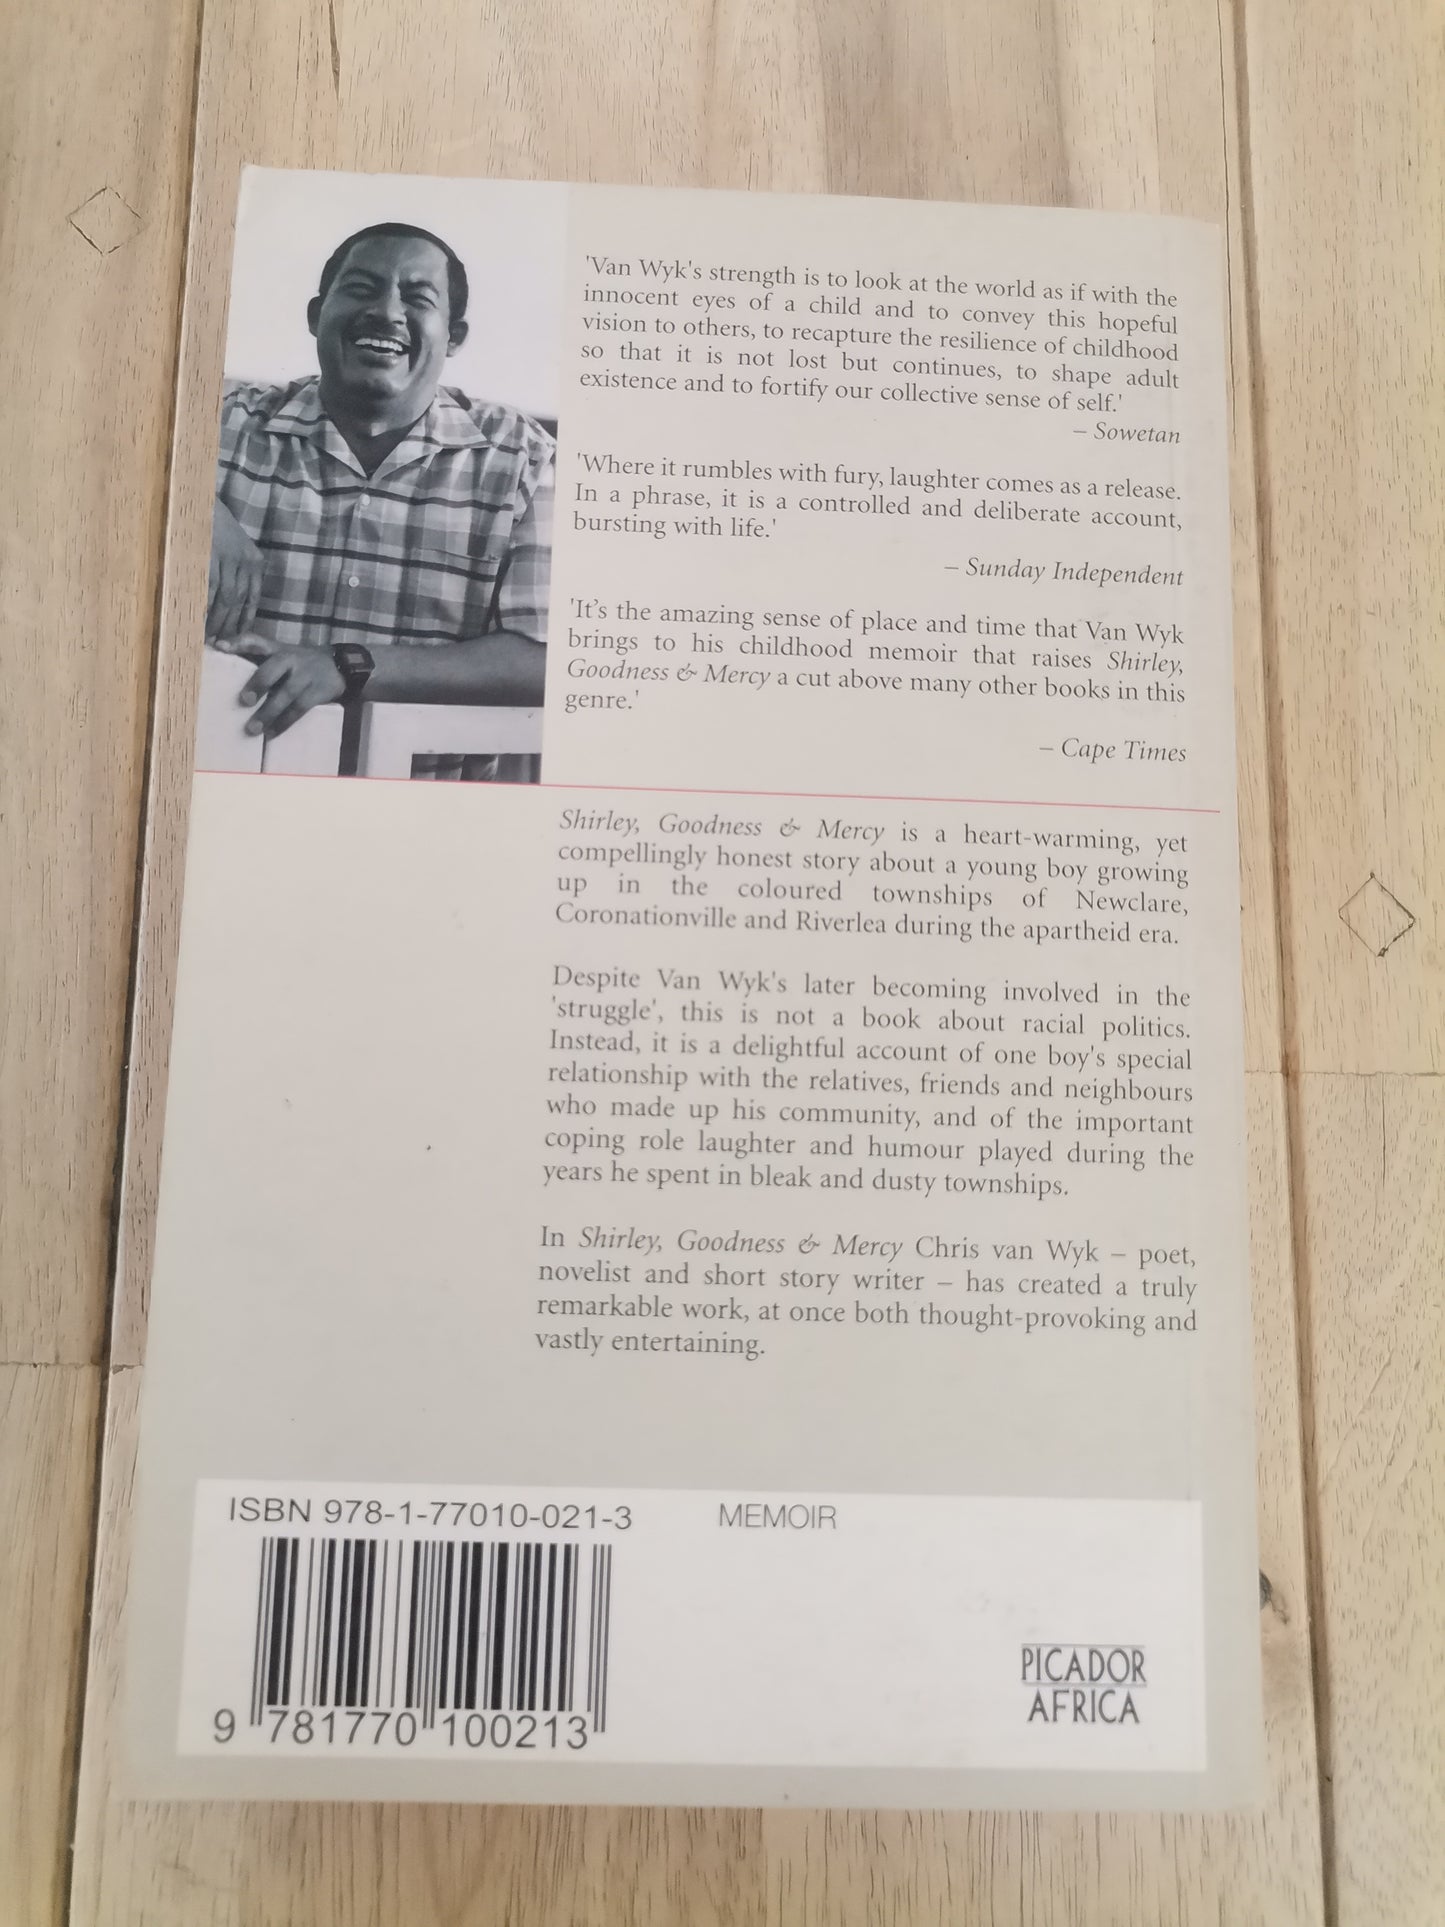 'Van Wyk's strength is to look at the world as if with the
innocent eyes of a child and to convey this hopeful
vision to others, to recapture the resilience of childhood
so that it is not lost but continues, to shape adult
existence and to fortify our collective sense of self.'
– Sowetan
'Where it rumbles with fury, laughter comes as a release.
In a phrase, it is a controlled and deliberate account,
bursting with life.'
– Sunday Independent
'It's the amazing sense of place and time that Van Wyk
brings to his childhood memoir that raises Shirley,
Goodness & Mercy a cut above many other books in this
genre.'
– Cape Times
Shirley, Goodness & Mercy is a heart-warming, yet
compellingly honest story about a young boy growing
up in the coloured townships of Newclare,
Coronationville and Riverlea during the apartheid era.
Despite Van Wyk's later becoming involved in the
'struggle', this is not a book about racial politics.
Instead, it is a delightful account of one boy's special
relationship with the relatives, friends and neighbours
who made up his community, and of the important
coping role laughter and humour played during the
years he spent in bleak and dusty townships.
In Shirley, Goodness & Mercy Chris van Wyk – poet,
novelist and short story writer – has created a truly
remarkable work, at once both thought-provoking and
vastly entertaining.
ISBN 978-1-77010-021-3
MEMOIR
9 781770 100213
PICADOR
AFRICA